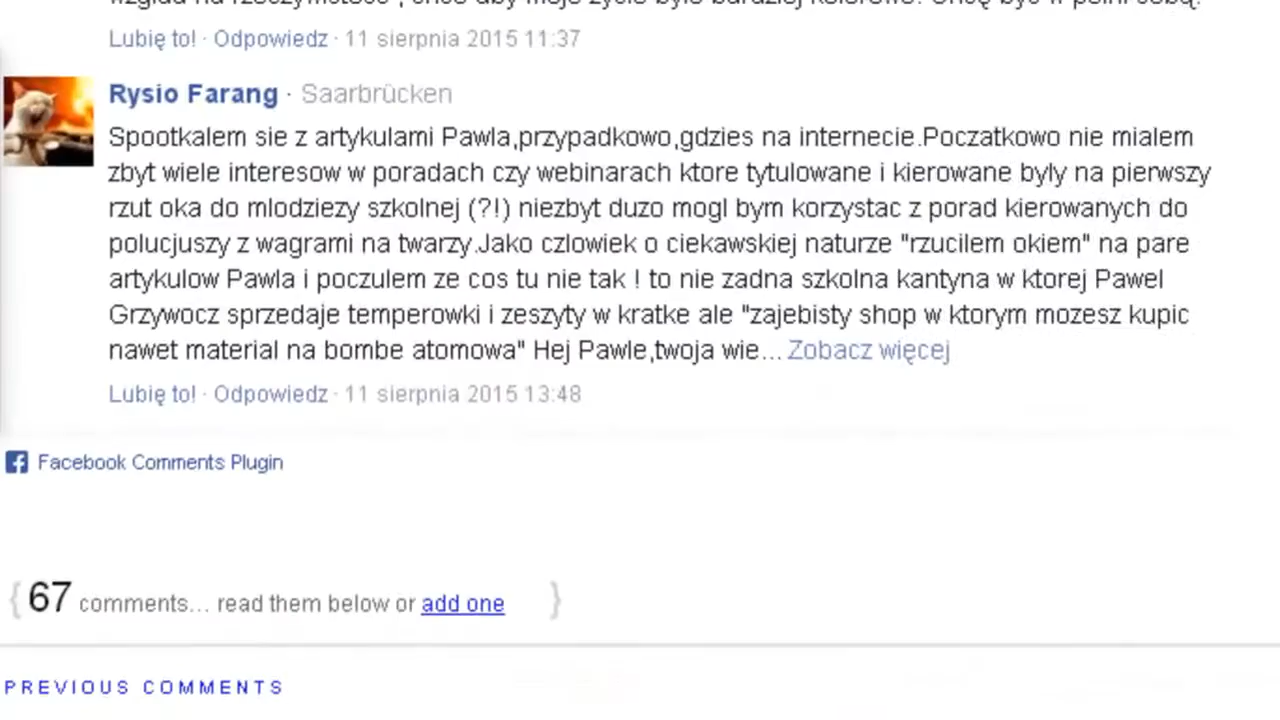 Lubię to! · Odpowiedz · 11 sierpnia 2015 11:37
Rysio Farang · Saarbrücken
Spootkalem sie z artykulami Pawla,przypadkowo,gdzies na internecie.Poczatkowo nie mialem
zbyt wiele interesow w poradach czy webinarach ktore tytulowane i kierowane byly na pierwszy
rzut oka do mlodziezy szkolnej (?!) niezbyt duzo mogl bym korzystac z porad kierowanych do
polucjuszy z wagrami na twarzy.Jako czlowiek o ciekawskiej naturze "rzucilem okiem" na pare
artykulow Pawla i poczulem ze cos tu nie tak ! to nie zadna szkolna kantyna w ktorej Pawel
Grzywocz sprzedaje temperowki i zeszyty w kratke ale "zajebisty shop w ktorym mozesz kupic
nawet material na bombe atomowa" Hej Pawle,twoja wie... Zobacz więcej
Lubię to! · Odpowiedz · 11 sierpnia 2015 13:48
Facebook Comments Plugin
{ 67 comments... read them below or add one }
PREVIOUS COMMENTS